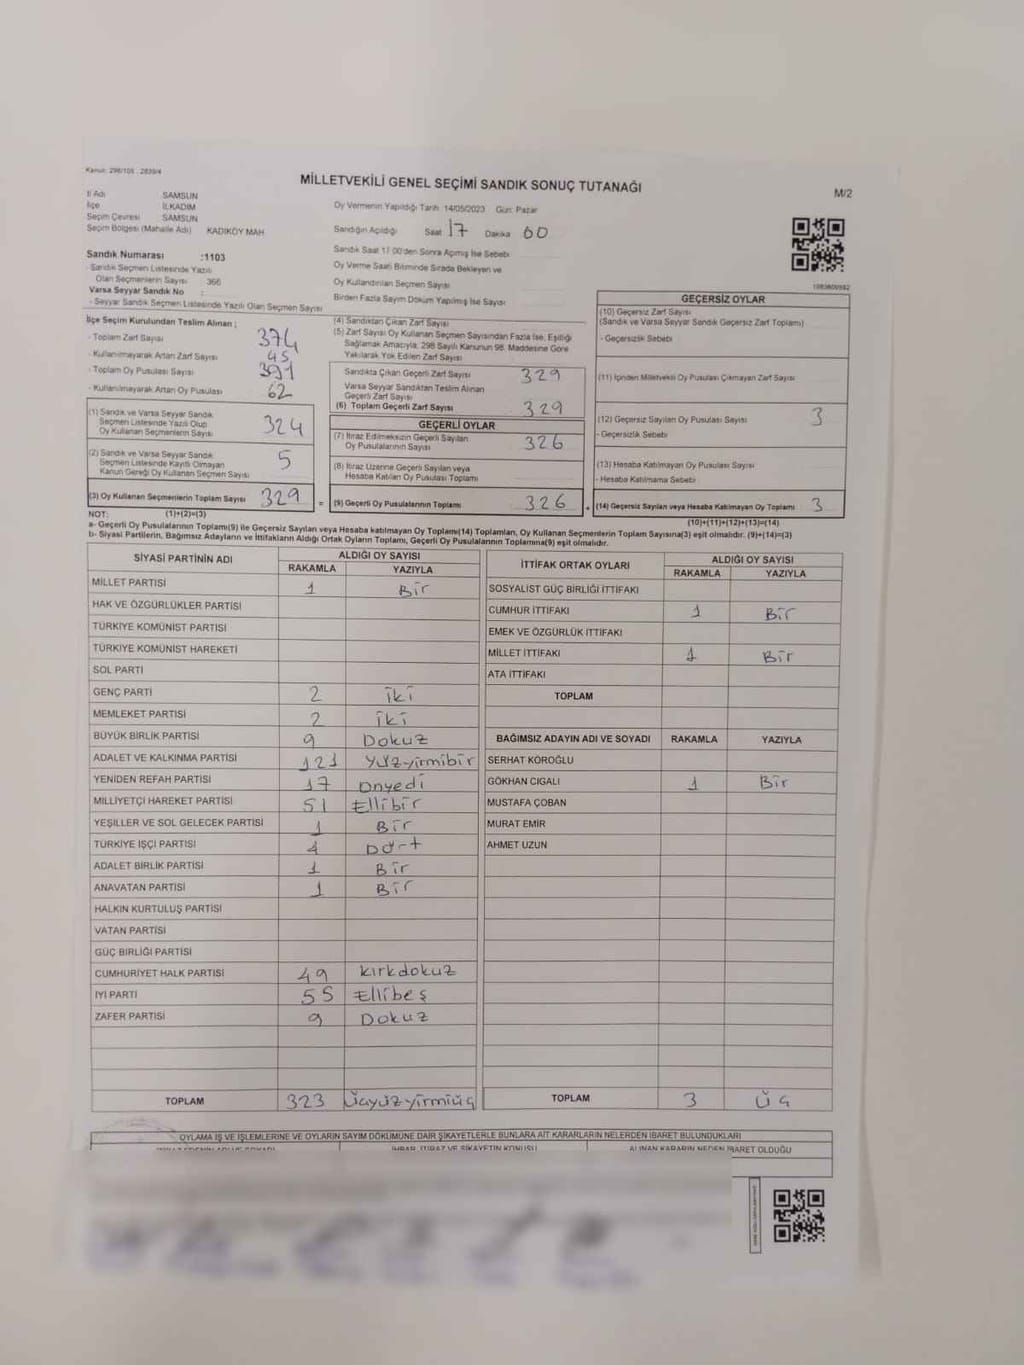 Kanun: 298/105 , 2839/4
MİLLETVEKİLİ GENEL SEÇİMİ SANDIK SONUÇ TUTANAĞI
M/2
İl Adı SAMSUN
İlçe İLKADIM
Seçim Çevresi SAMSUN
Seçim Bölgesi (Mahalle Adı) KADIKÖY MAH
Sandık Numarası :1103
- Sandık Seçmen Listesinde Yazılı
Olan Seçmenlerin Sayısı 366
Varsa Seyyar Sandık No :
- Seyyar Sandık Seçmen Listesinde Yazılı Olan Seçmen Sayısı
Oy Vermenin Yapıldığı Tarih 14/05/2023 Gün: Pazar
Sandığın Açıldığı Saat 17 Dakika 00
Sandık Saat 17.00'den Sonra Açımış İse Sebebi
Oy Verme Saati Bitiminde Sırada Bekleyen ve
Oy Kullandırılan Seçmen Sayısı
Birden Fazla Sayım Döküm Yapılmış İse Sayısı
İlçe Seçim Kurulundan Teslim Alınan ;
- Toplam Zarf Sayısı 374
- Kullanılmayarak Artan Zarf Sayısı 45
- Toplam Oy Pusulası Sayısı 391
- Kullanılmayarak Artan Oy Pusulası 62
(1) Sandık ve Varsa Seyyar Sandık
Seçmen Listesinde Yazılı Olup
Oy Kullanan Seçmenlerin Sayısı 324
(2) Sandık ve Varsa Seyyar Sandık
Seçmen Listesinde Kayıtlı Olmayan
Kanun Gereği Oy Kullanan Seçmen Sayısı 5
(3) Oy Kullanan Seçmenlerin Toplam Sayısı 329 =
(4) Sandıktan Çıkan Zarf Sayısı
(5) Zarf Sayısı Oy Kullanan Seçmen Sayısından Fazla İse, Eşitliği
Sağlamak Amacıyla, 298 Sayılı Kanunun 98. Maddesine Göre
Yakılarak Yok Edilen Zarf Sayısı
Sandıkta Çıkan Geçerli Zarf Sayısı 329
Varsa Seyyar Sandıktan Teslim Alınan
Geçerli Zarf Sayısı
(6) Toplam Geçerli Zarf Sayısı 329
GEÇERLİ OYLAR
(7) İtiraz Edilmeksizin Geçerli Sayılan
Oy Pusulalarının Sayısı 326
(8) İtiraz Üzerine Geçerli Sayılan veya
Hesaba Katılan Oy Pusulası Toplamı
(9) Geçerli Oy Pusulalarının Toplamı 326
GEÇERSİZ OYLAR
(10) Geçersiz Zarf Sayısı
(Sandık ve Varsa Seyyar Sandık Geçersiz Zarf Toplamı)
- Geçersizlik Sebebi
(11) İçinden Milletvekili Oy Pusulası Çıkmayan Zarf Sayısı
(12) Geçersiz Sayılan Oy Pusulası Sayısı 3
- Geçersizlik Sebebi
(13) Hesaba Katılmayan Oy Pusulası Sayısı
- Hesaba Katılmama Sebebi
(14) Geçersiz Sayılan veya Hesaba Katılmayan Oy Toplamı 3
NOT: (1)+(2)=(3) (10)+(11)+(12)+(13)=(14)
a- Geçerli Oy Pusulalarının Toplamı(9) ile Geçersiz Sayılan veya Hesaba katılmayan Oy Toplamı(14) Toplamları, Oy Kullanan Seçmenlerin Toplam Sayısına(3) eşit olmalıdır. (9)+(14)=(3)
b- Siyasi Partilerin, Bağımsız Adayların ve İttifakların Aldığı Ortak Oyların Toplamı, Geçerli Oy Pusulalarının Toplamına(9) eşit olmalıdır.
SİYASİ PARTİNİN ADI ALDIĞI OY SAYISI
RAKAMLA YAZIYLA
MİLLET PARTİSİ 1 Bir
HAK VE ÖZGÜRLÜKLER PARTİSİ
TÜRKİYE KOMÜNİST PARTİSİ
TÜRKİYE KOMÜNİST HAREKETİ
SOL PARTİ
GENÇ PARTİ 2 iki
MEMLEKET PARTİSİ 2 iki
BÜYÜK BİRLİK PARTİSİ 9 Dokuz
ADALET VE KALKINMA PARTİSİ 121 yüzyirmibir
YENİDEN REFAH PARTİSİ 17 onyedi
MİLLİYETÇİ HAREKET PARTİSİ 51 Ellibir
YEŞİLLER VE SOL GELECEK PARTİSİ 1 Bir
TÜRKİYE İŞÇİ PARTİSİ 4 Dört
ADALET BİRLİK PARTİSİ 1 Bir
ANAVATAN PARTİSİ 1 Bir
HALKIN KURTULUŞ PARTİSİ
VATAN PARTİSİ
GÜÇ BİRLİĞİ PARTİSİ
CUMHURİYET HALK PARTİSİ 49 kırkdokuz
İYİ PARTİ 55 Ellibeş
ZAFER PARTİSİ 9 Dokuz
TOPLAM 323 üçyüzyirmiüç
İTTİFAK ORTAK OYLARI ALDIĞI OY SAYISI
RAKAMLA YAZIYLA
SOSYALİST GÜÇ BİRLİĞİ İTTİFAKI
CUMHUR İTTİFAKI 1 Bir
EMEK VE ÖZGÜRLÜK İTTİFAKI
MİLLET İTTİFAKI 1 Bir
ATA İTTİFAKI
TOPLAM
BAĞIMSIZ ADAYIN ADI VE SOYADI RAKAMLA YAZIYLA
SERHAT KÖROĞLU
GÖKHAN CIGALI 1 Bir
MUSTAFA ÇOBAN
MURAT EMİR
AHMET UZUN
TOPLAM 3 üç
OYLAMA İŞ VE İŞLEMLERİNE VE OYLARIN SAYIM DÖKÜMÜNE DAİR ŞİKAYETLERLE BUNLARA AİT KARARLARIN NELERDEN İBARET BULUNDUKLARI
İHBAR, İTİRAZ VE ŞİKAYETİN KONUSU ALINAN KARARIN NEDEN İBARET OLDUĞU